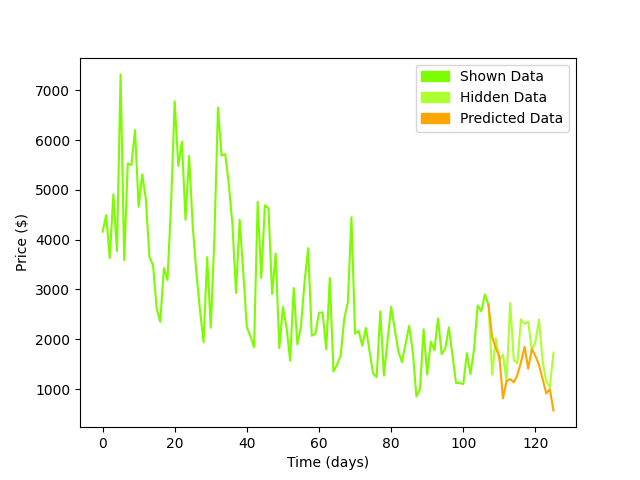 Shown Data
Hidden Data
Predicted Data
7000
6000
5000
4000
3000
2000
1000
Price ($)
0 20 40 60 80 100 120
Time (days)